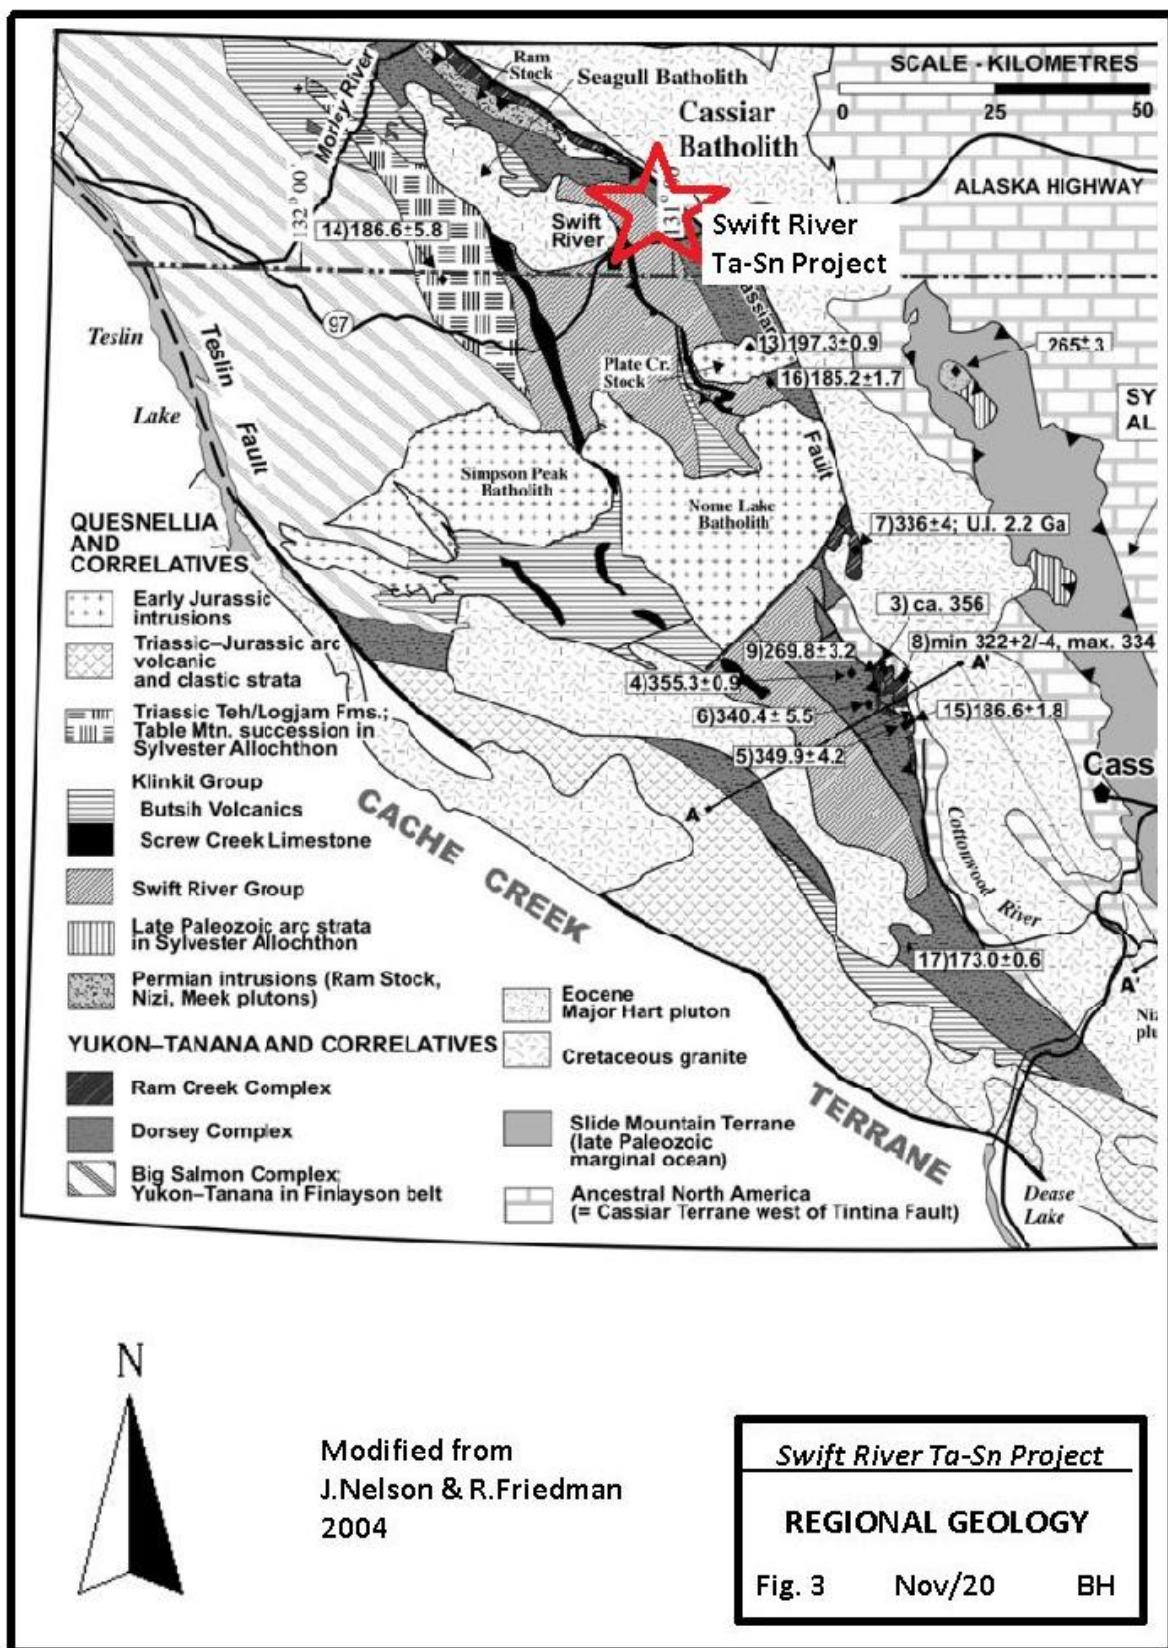 SCALE - KILOMETRES
0 25 50
Ram
Stock
Seagull Batholith
Cassiar
Batholith
Morley River
ALASKA HIGHWAY
132°00'
131°
Swift
River
Swift River
Ta-Sn Project
14)186.6±5.8
97
Cassiar
Teslin
Lake
Teslin
Fault
13)197.3±0.9
265±3
Plate Cr.
Stock
16)185.2±1.7
SY
AL
Fault
Simpson Peak
Batholith
Nome Lake
Batholith
7)336±4; U.I. 2.2 Ga
3) ca. 356
8)min 322+2/-4, max. 334
9)269.8±3.2
A'
4)355.3±0.9
6)340.4±5.5
15)186.6±1.8
5)349.9±4.2
Cass
A
Cottonwood River
CACHE CREEK
TERRANE
17)173.0±0.6
A'
Niz
plu
Dease
Lake
QUESNELLIA
AND
CORRELATIVES
Early Jurassic
intrusions
Triassic–Jurassic arc
volcanic
and clastic strata
Triassic Teh/Logjam Fms.;
Table Mtn. succession in
Sylvester Allochthon
Klinkit Group
Butsih Volcanics
Screw Creek Limestone
Swift River Group
Late Paleozoic arc strata
in Sylvester Allochthon
Permian intrusions (Ram Stock,
Nizi, Meek plutons)
YUKON–TANANA AND CORRELATIVES
Ram Creek Complex
Dorsey Complex
Big Salmon Complex;
Yukon–Tanana in Finlayson belt
Eocene
Major Hart pluton
Cretaceous granite
Slide Mountain Terrane
(late Paleozoic
marginal ocean)
Ancestral North America
(= Cassiar Terrane west of Tintina Fault)
N
Modified from
J.Nelson & R.Friedman
2004
Swift River Ta-Sn Project
REGIONAL GEOLOGY
Fig. 3 Nov/20 BH